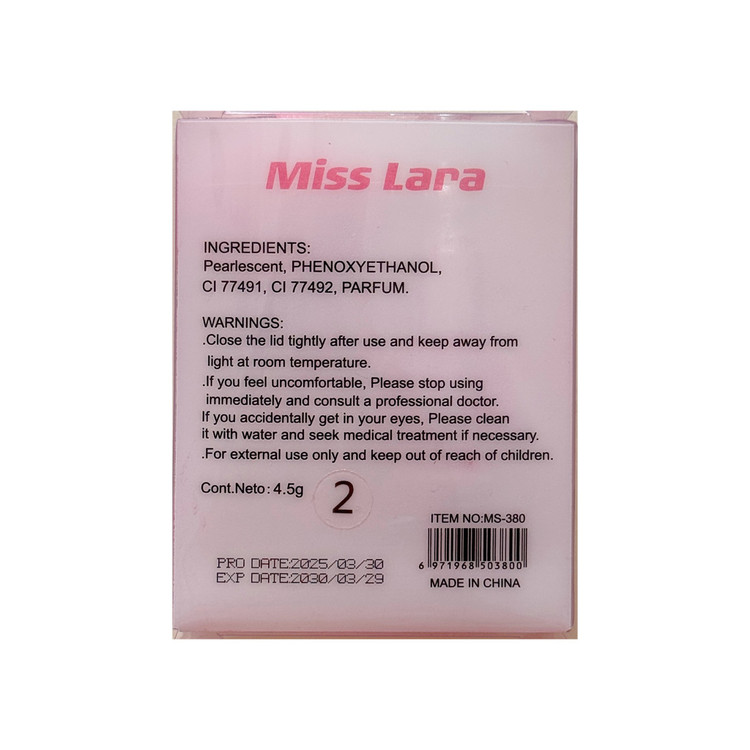 Miss Lara
INGREDIENTS:
Pearlescent, PHENOXYETHANOL,
CI 77491, CI 77492, PARFUM.
WARNINGS:
.Close the lid tightly after use and keep away from
light at room temperature.
.If you feel uncomfortable, Please stop using
immediately and consult a professional doctor.
If you accidentally get in your eyes, Please clean
it with water and seek medical treatment if necessary.
.For external use only and keep out of reach of children.
Cont.Neto: 4.5g
2
ITEM NO:MS-380
6 971968 503800
MADE IN CHINA
PRO DATE:2025/03/30
EXP DATE:2030/03/29